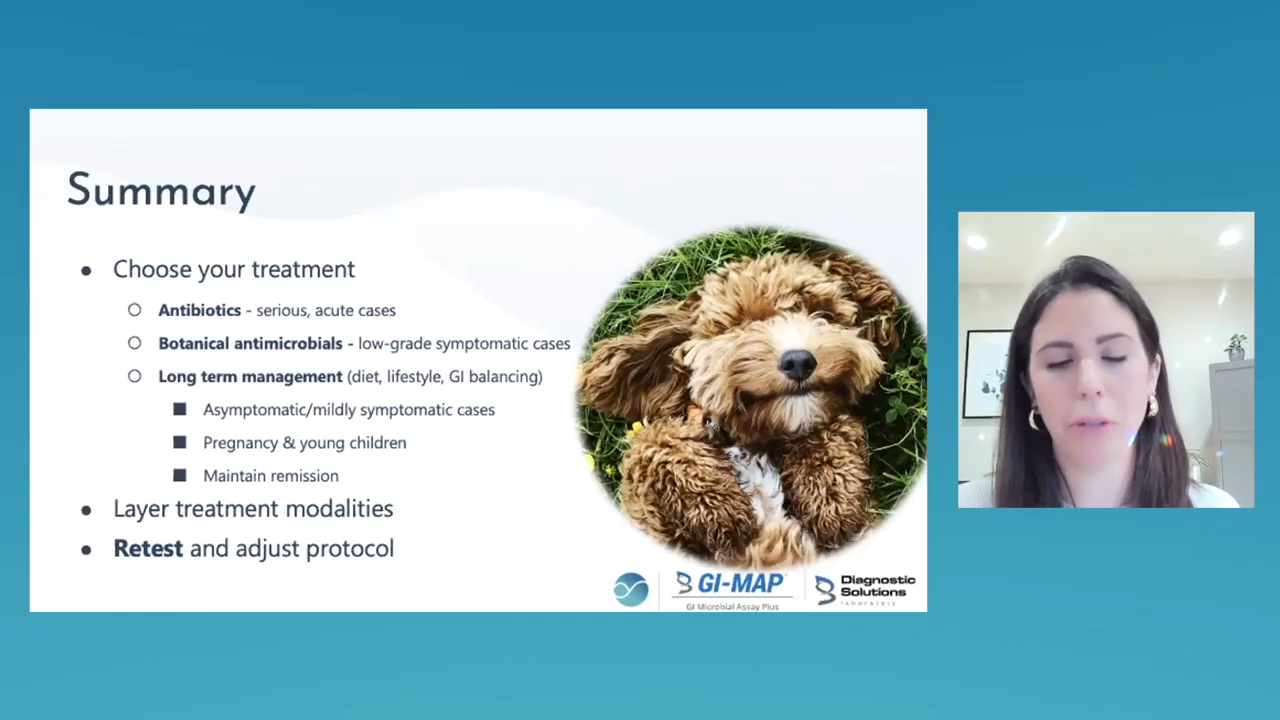 Summary
Choose your treatment
Antibiotics - serious, acute cases
Botanical antimicrobials - low-grade symptomatic cases
Long term management (diet, lifestyle, GI balancing)
Asymptomatic/mildly symptomatic cases
Pregnancy & young children
Maintain remission
Layer treatment modalities
Retest and adjust protocol
GI-MAP
GI Microbial Assay Plus
Diagnostic
Solutions
laboratory